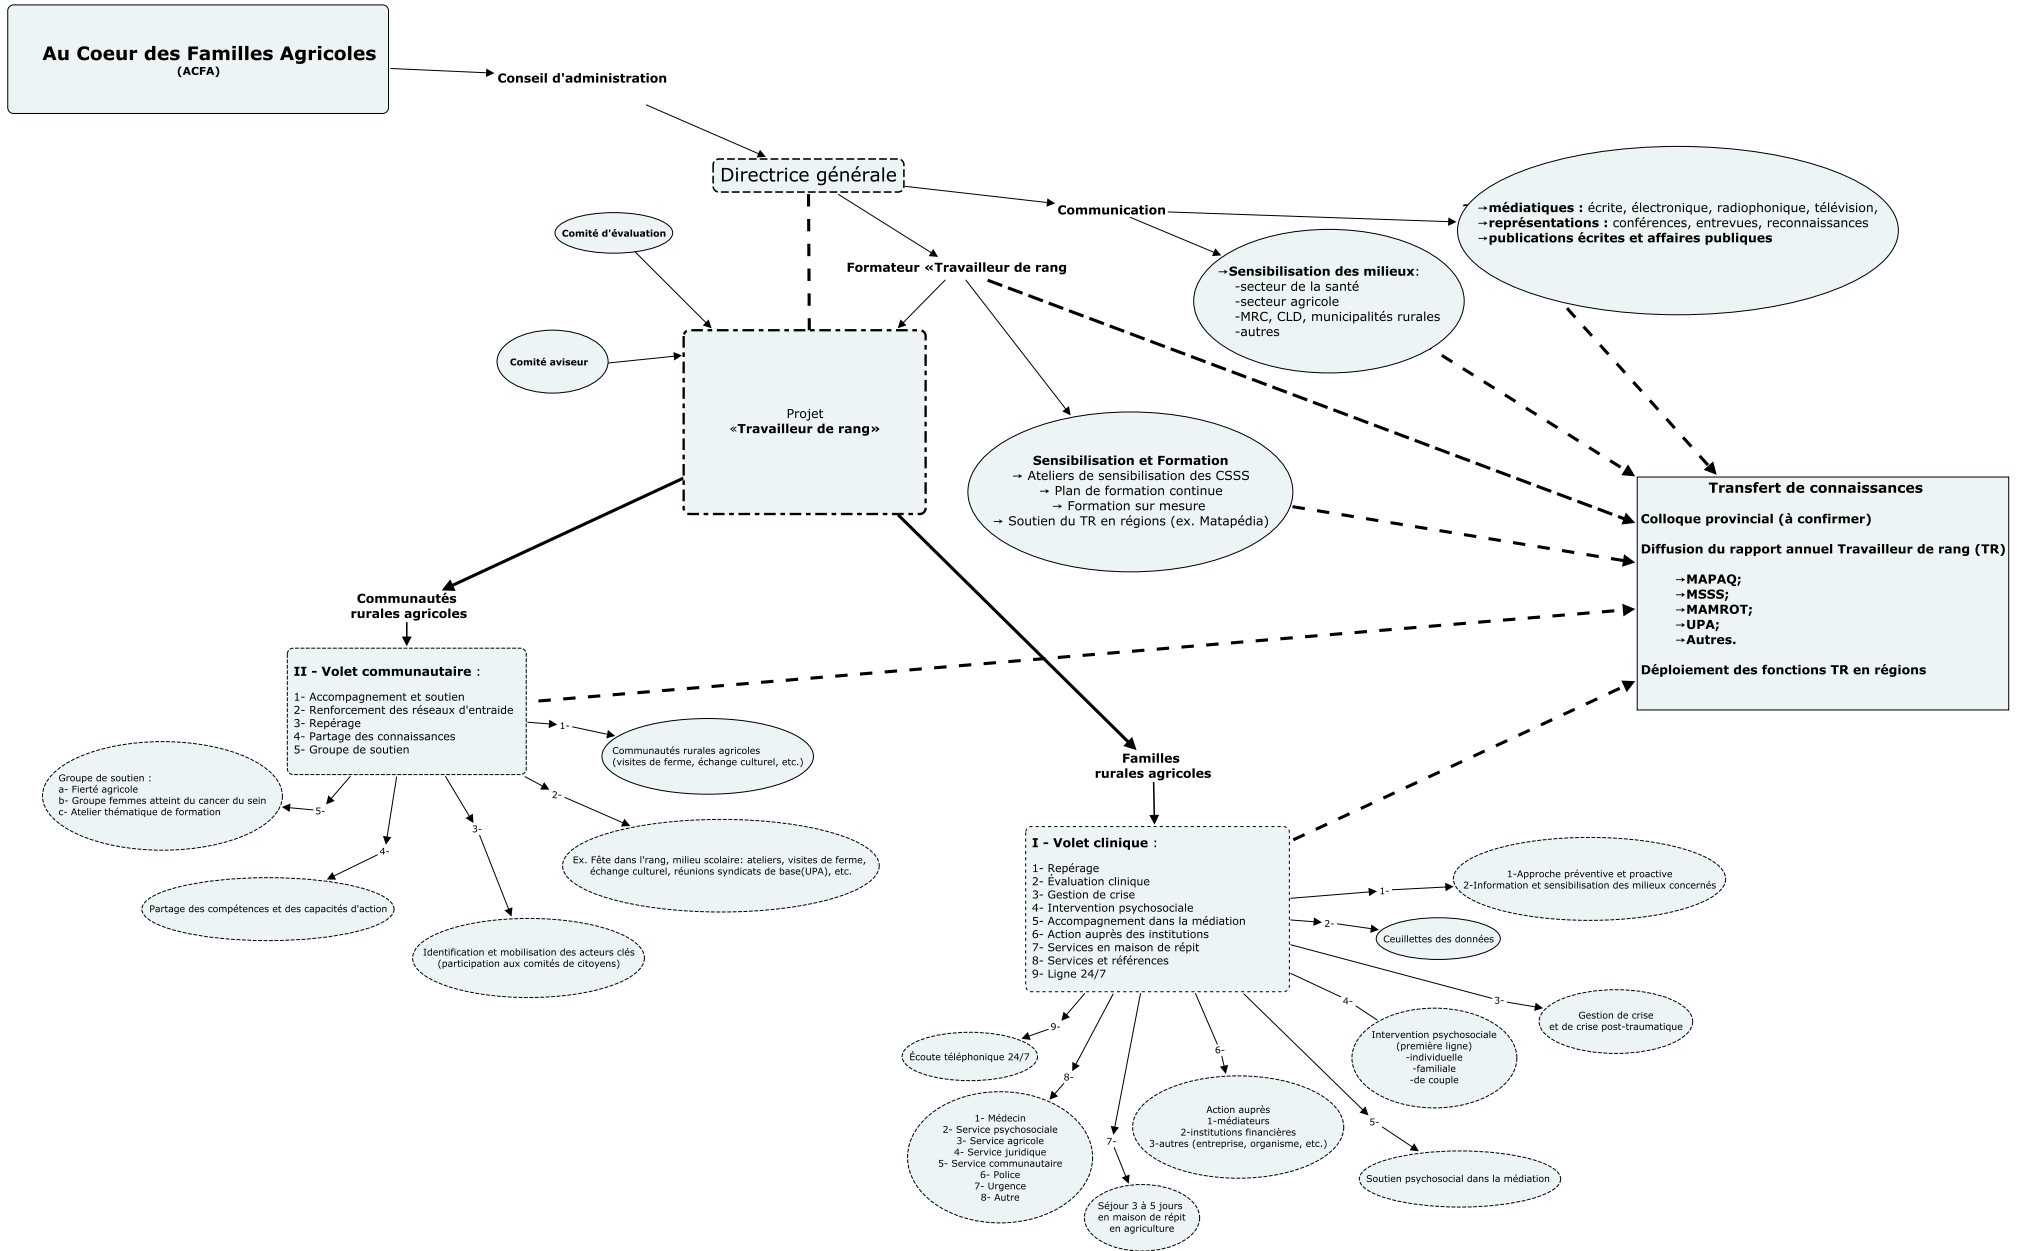 Au Coeur des Familles Agricoles
(ACFA)
Conseil d'administration
Directrice générale
Communication
→médiatiques : écrite, électronique, radiophonique, télévision,
→représentations : conférences, entrevues, reconnaissances
→publications écrites et affaires publiques
Comité d'évaluation
Formateur «Travailleur de rang
→Sensibilisation des milieux:
-secteur de la santé
-secteur agricole
-MRC, CLD, municipalités rurales
-autres
Comité aviseur
Projet
«Travailleur de rang»
Sensibilisation et Formation
→ Ateliers de sensibilisation des CSSS
→ Plan de formation continue
→ Formation sur mesure
→ Soutien du TR en régions (ex. Matapédia)
Transfert de connaissances
Colloque provincial (à confirmer)
Diffusion du rapport annuel Travailleur de rang (TR)
→MAPAQ;
→MSSS;
→MAMROT;
→UPA;
→Autres.
Déploiement des fonctions TR en régions
Communautés
rurales agricoles
II - Volet communautaire :
1- Accompagnement et soutien
2- Renforcement des réseaux d'entraide
3- Repérage
4- Partage des connaissances
5- Groupe de soutien
1-
Communautés rurales agricoles
(visites de ferme, échange culturel, etc.)
2-
Ex. Fête dans l'rang, milieu scolaire: ateliers, visites de ferme,
échange culturel, réunions syndicats de base(UPA), etc.
3-
Identification et mobilisation des acteurs clés
(participation aux comités de citoyens)
4-
Partage des compétences et des capacités d'action
5-
Groupe de soutien :
a- Fierté agricole
b- Groupe femmes atteint du cancer du sein
c- Atelier thématique de formation
Familles
rurales agricoles
I - Volet clinique :
1- Repérage
2- Évaluation clinique
3- Gestion de crise
4- Intervention psychosociale
5- Accompagnement dans la médiation
6- Action auprès des institutions
7- Services en maison de répit
8- Services et références
9- Ligne 24/7
1-
1-Approche préventive et proactive
2-Information et sensibilisation des milieux concernés
2-
Ceuillettes des données
3-
Gestion de crise
et de crise post-traumatique
4-
Intervention psychosociale
(première ligne)
-individuelle
-familiale
-de couple
5-
Soutien psychosocial dans la médiation
6-
Action auprès
1-médiateurs
2-institutions financières
3-autres (entreprise, organisme, etc.)
7-
Séjour 3 à 5 jours
en maison de répit
en agriculture
8-
1- Médecin
2- Service psychosociale
3- Service agricole
4- Service juridique
5- Service communautaire
6- Police
7- Urgence
8- Autre
9-
Écoute téléphonique 24/7